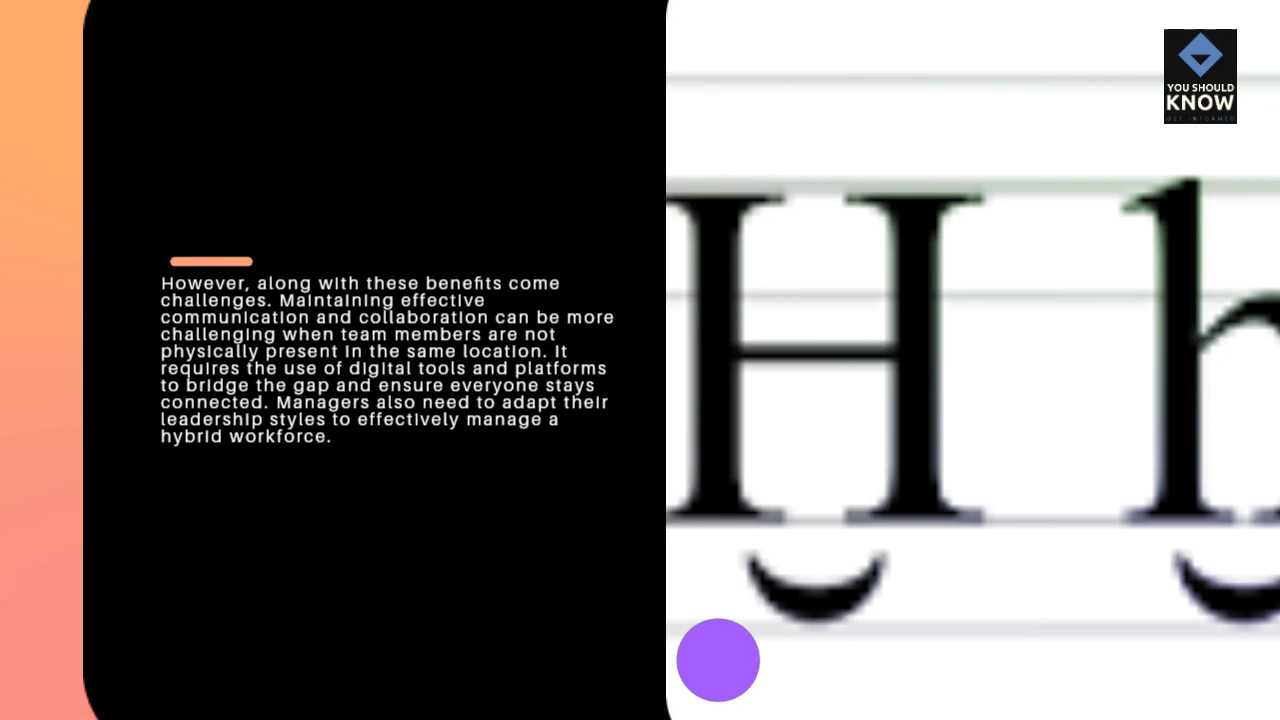 However, along with these benefits come
challenges. Maintaining effective
communication and collaboration can be more
challenging when team members are not
physically present in the same location. It
requires the use of digital tools and platforms
to bridge the gap and ensure everyone stays
connected. Managers also need to adapt their
leadership styles to effectively manage a
hybrid workforce.
YOU SHOULD
KNOW
GET INFORMED
Ḫ ḫ